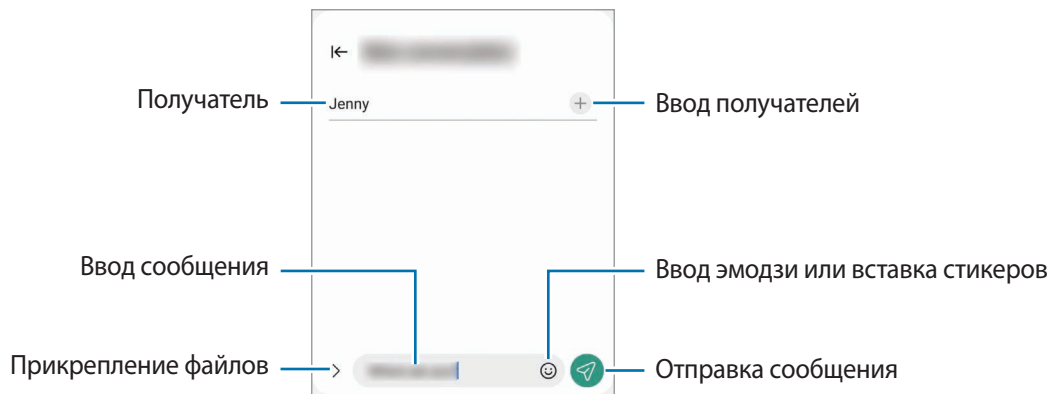 Получатель
Jenny
Ввод получателей
Ввод сообщения
Ввод эмодзи или вставка стикеров
Прикрепление файлов
Отправка сообщения